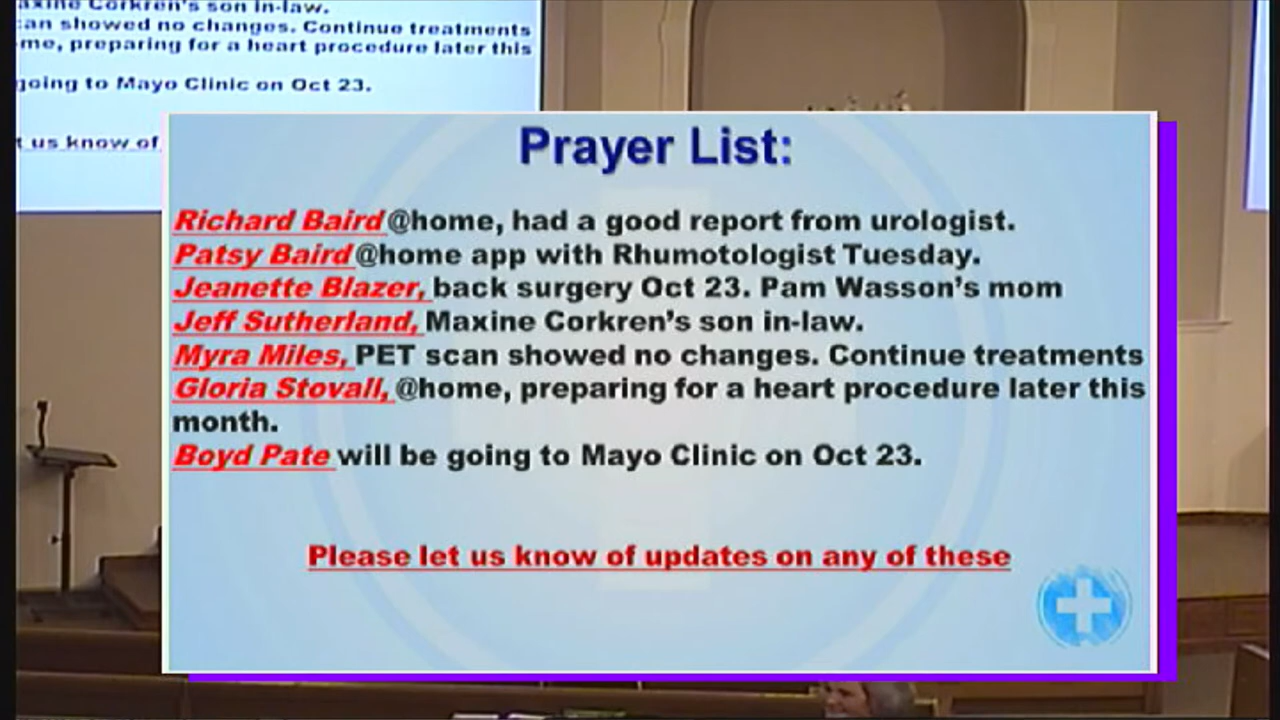 axine Corkren's son in-law.
can showed no changes. Continue treatments
me, preparing for a heart procedure later this
going to Mayo Clinic on Oct 23.
t us know of
Prayer List:
Richard Baird @home, had a good report from urologist.
Patsy Baird @home app with Rhumotologist Tuesday.
Jeanette Blazer, back surgery Oct 23. Pam Wasson's mom
Jeff Sutherland, Maxine Corkren's son in-law.
Myra Miles, PET scan showed no changes. Continue treatments
Gloria Stovall, @home, preparing for a heart procedure later this
month.
Boyd Pate will be going to Mayo Clinic on Oct 23.
Please let us know of updates on any of these